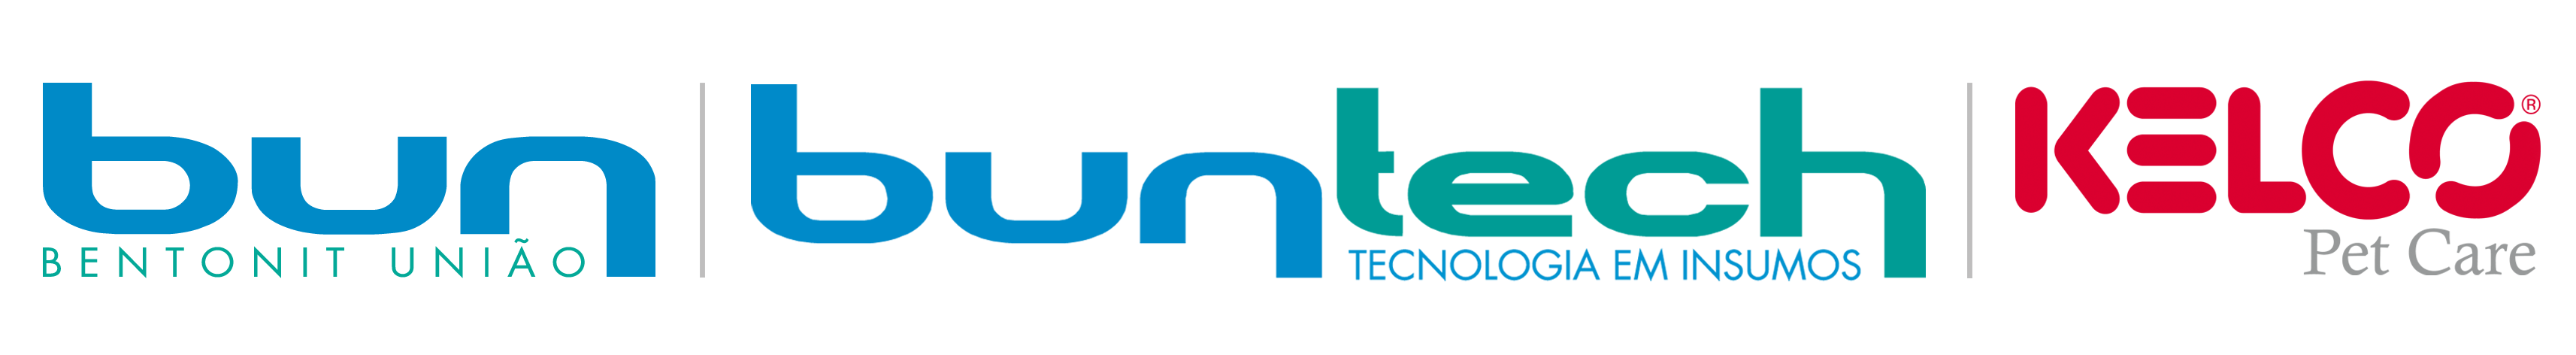 bun
BENTONIT UNIÃO
buntech
TECNOLOGIA EM INSUMOS
KELCO®
Pet Care